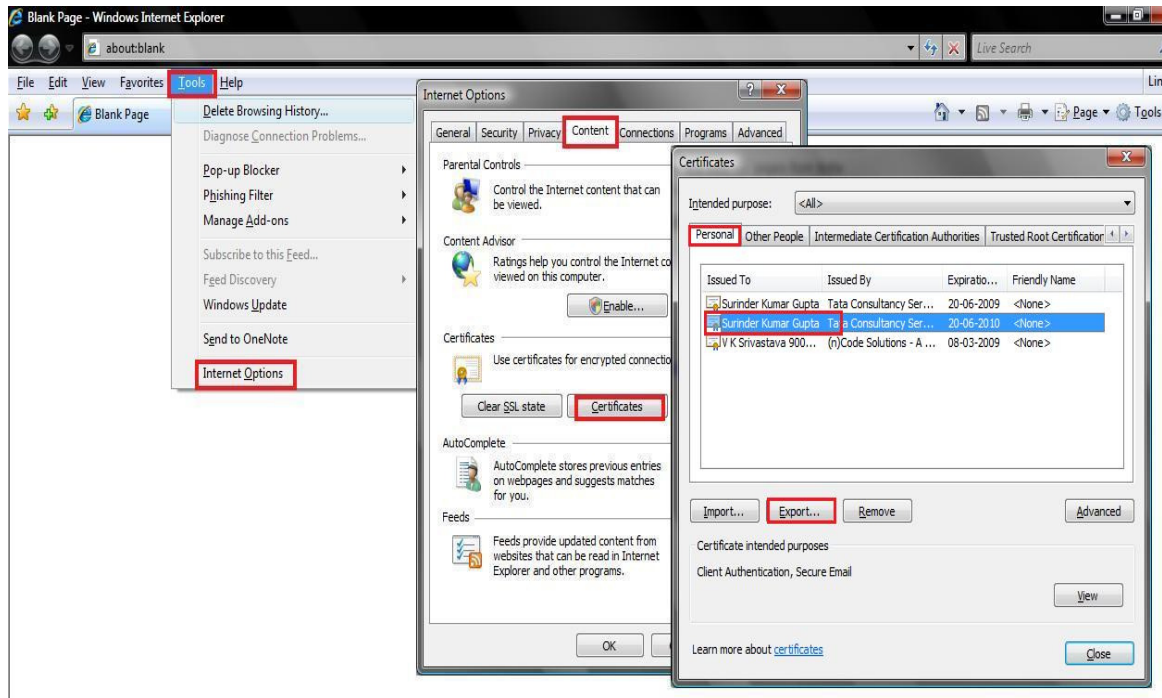 Blank Page - Windows Internet Explorer
about:blank
Live Search
File Edit View Favorites Tools Help
Blank Page
Page Tools
Delete Browsing History...
Diagnose Connection Problems...
Pop-up Blocker
Phishing Filter
Manage Add-ons
Subscribe to this Feed...
Feed Discovery
Windows Update
Send to OneNote
Internet Options
Internet Options
General Security Privacy Content Connections Programs Advanced
Parental Controls
Control the Internet content that can
be viewed.
Content Advisor
Ratings help you control the Internet co
viewed on this computer.
Enable...
Certificates
Use certificates for encrypted connectio
Clear SSL state Certificates
AutoComplete
AutoComplete stores previous entries
on webpages and suggests matches
for you.
Feeds
Feeds provide updated content from
websites that can be read in Internet
Explorer and other programs.
OK
Certificates
Intended purpose: <All>
Personal Other People Intermediate Certification Authorities Trusted Root Certification
Issued To Issued By Expiratio... Friendly Name
Surinder Kumar Gupta Tata Consultancy Ser... 20-06-2009 <None>
Surinder Kumar Gupta Tata Consultancy Ser... 20-06-2010 <None>
V K Srivastava 900... (n)Code Solutions - A ... 08-03-2009 <None>
Import... Export... Remove Advanced
Certificate intended purposes
Client Authentication, Secure Email
View
Learn more about certificates
Close